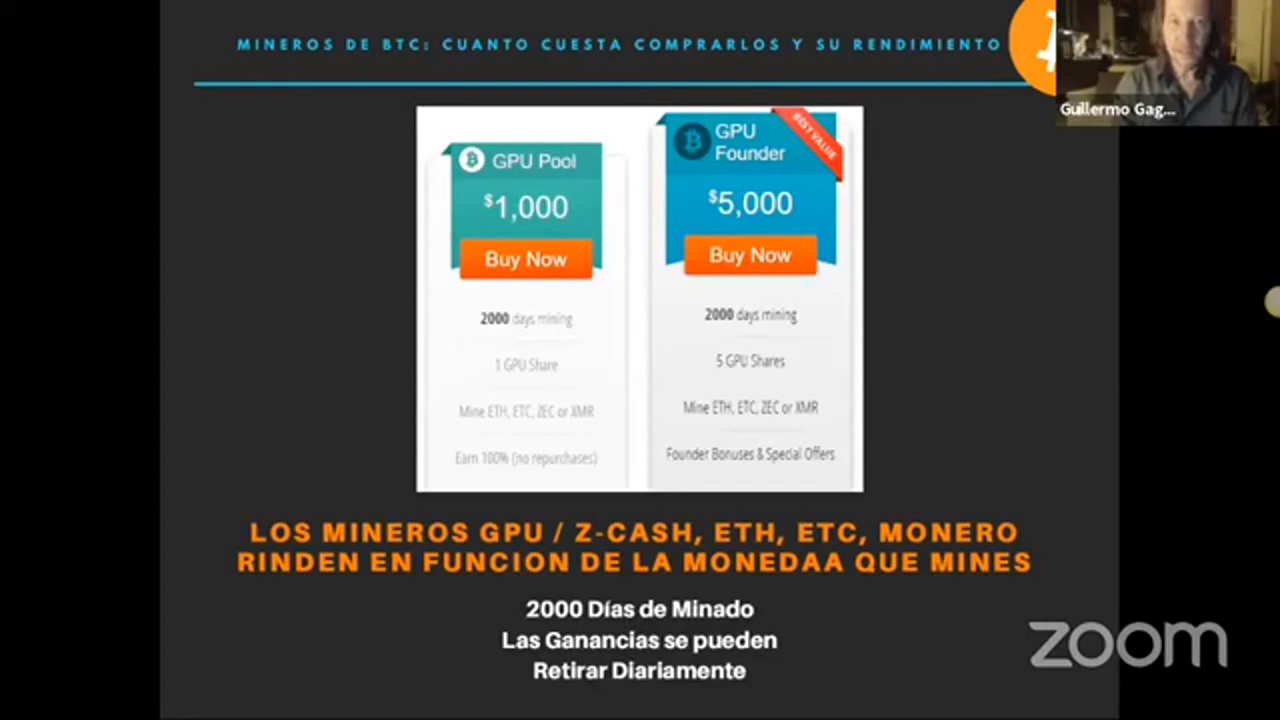 MINEROS DE BTC: CUANTO CUESTA COMPRARLOS Y SU RENDIMIENTO
Guillermo Gag...
GPU Pool
$1,000
Buy Now
2000 days mining
1 GPU Share
Mine ETH, ETC, ZEC or XMR
Earn 100% (no repurchases)
BEST VALUE
GPU
Founder
$5,000
Buy Now
2000 days mining
5 GPU Shares
Mine ETH, ETC, ZEC or XMR
Founder Bonuses & Special Offers
LOS MINEROS GPU / Z-CASH, ETH, ETC, MONERO
RINDEN EN FUNCION DE LA MONEDAA QUE MINES
2000 Días de Minado
Las Ganancias se pueden
Retirar Diariamente
zoom